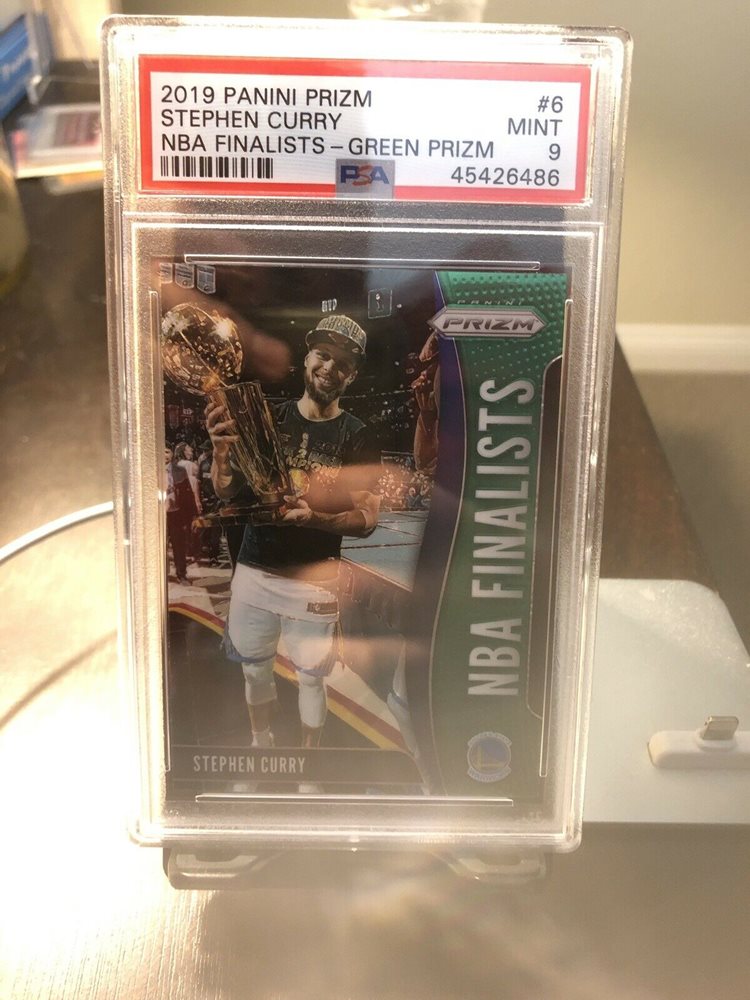 2019 PANINI PRIZM #6
STEPHEN CURRY MINT
NBA FINALISTS – GREEN PRIZM 9
PSA 45426486
PANINI
PRIZM
NBA FINALISTS
STEPHEN CURRY